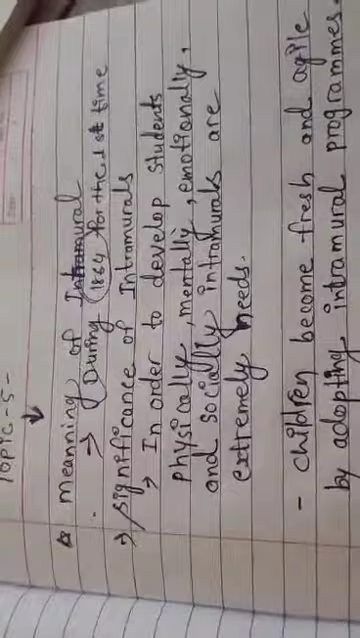 Topic-5-
↓
☆ meanning of Intramural
→ During 1864 for the 1st time
→ significance of Intramurals
→ In order to develop students
physically, mentally, emotionally,
and socially intramurals are
extremely needs.
- children become fresh and agile
by adopting intramural programmes.